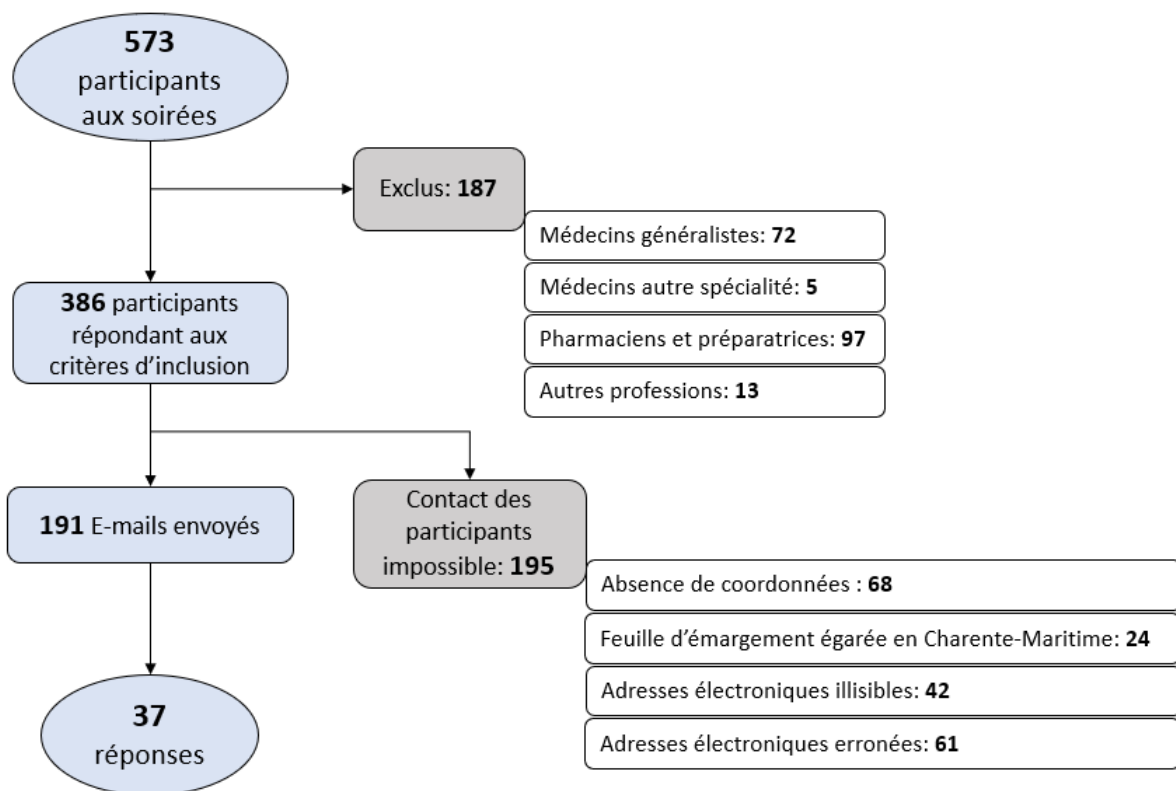 573
participants
aux soirées
Exclus: 187
Médecins généralistes: 72
Médecins autre spécialité: 5
Pharmaciens et préparatrices: 97
Autres professions: 13
386 participants
répondant aux
critères d'inclusion
191 E-mails envoyés
Contact des
participants
impossible: 195
Absence de coordonnées : 68
Feuille d'émargement égarée en Charente-Maritime: 24
Adresses électroniques illisibles: 42
Adresses électroniques erronées: 61
37
réponses